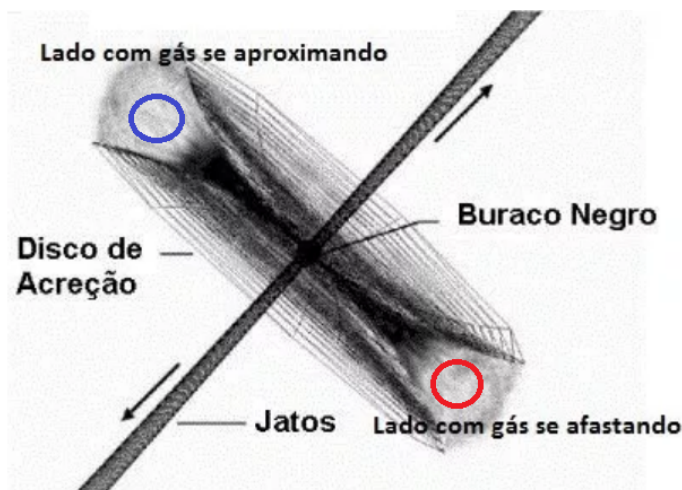 Lado com gás se aproximando
Buraco Negro
Disco de
Acreção
Jatos
Lado com gás se afastando